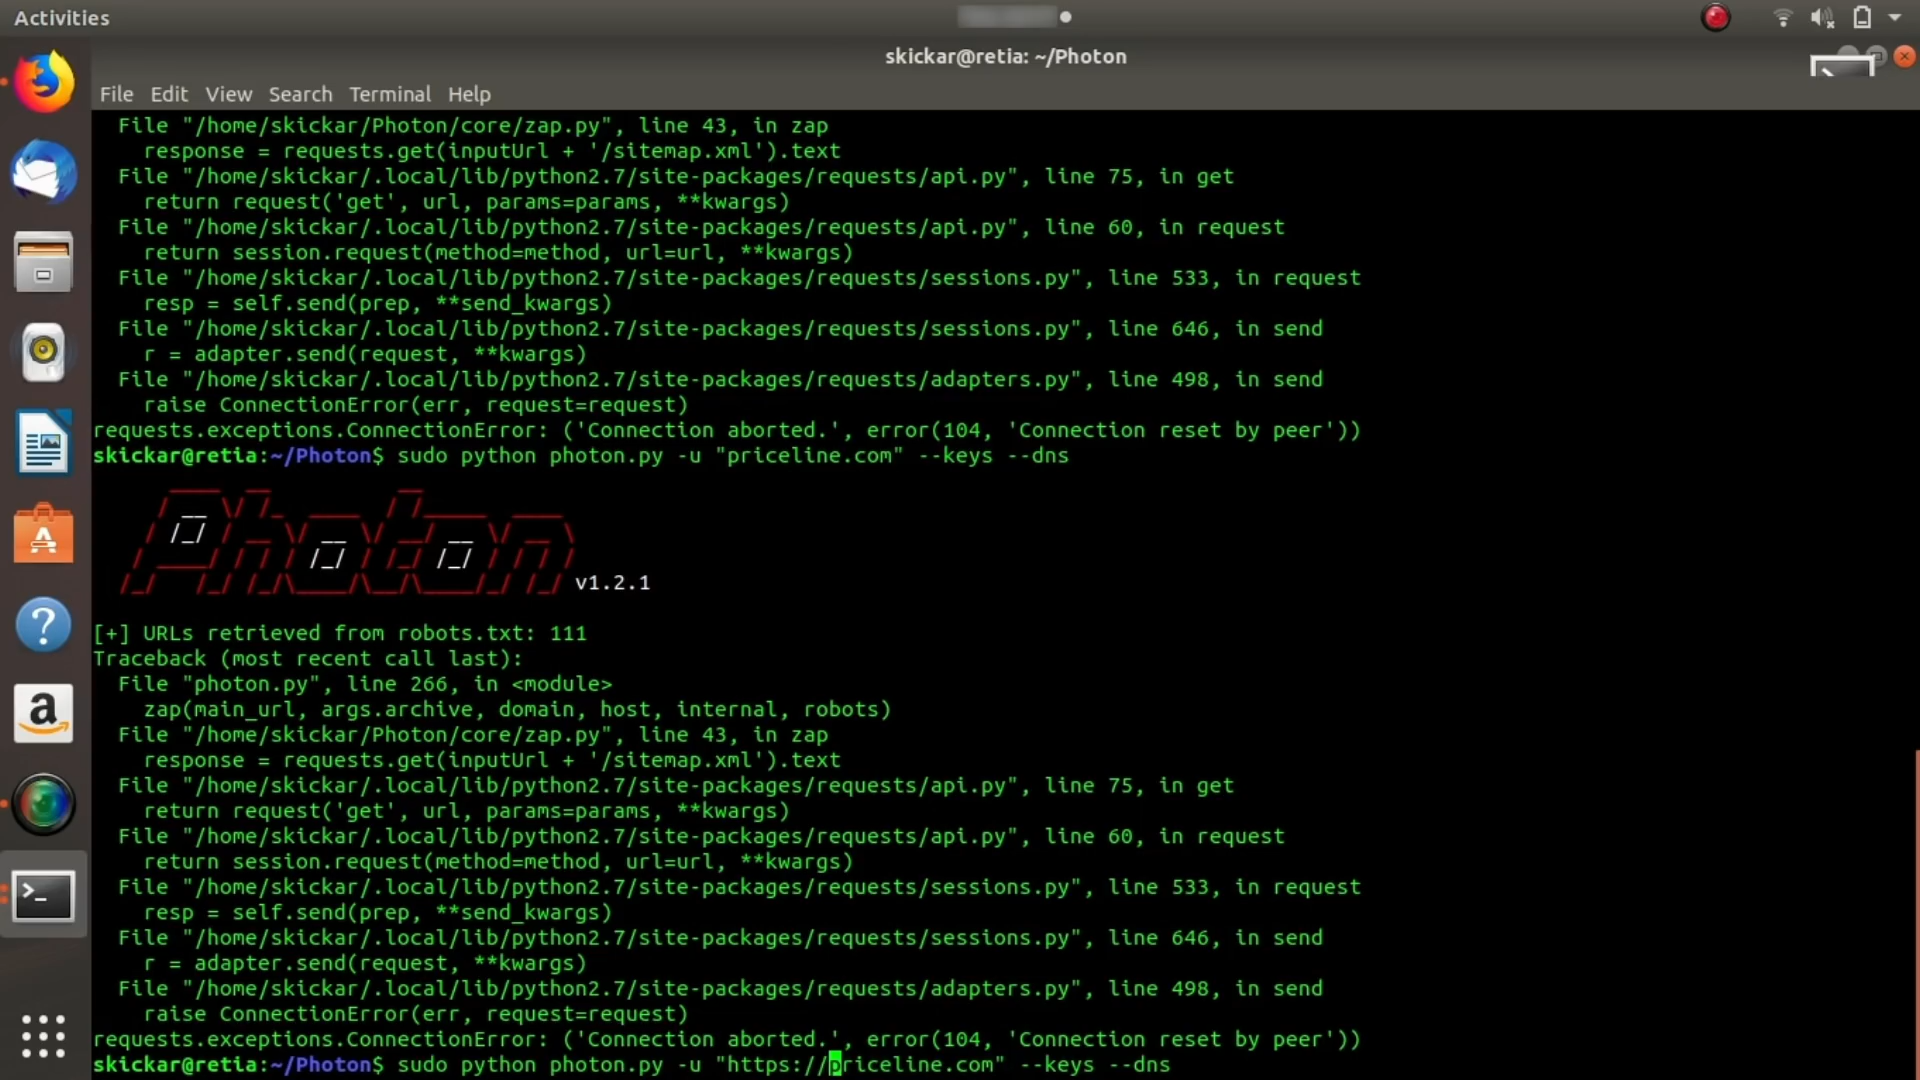 Activities
skickar@retia: ~/Photon
File Edit View Search Terminal Help
File "/home/skickar/Photon/core/zap.py", line 43, in zap
response = requests.get(inputUrl + '/sitemap.xml').text
File "/home/skickar/.local/lib/python2.7/site-packages/requests/api.py", line 75, in get
return request('get', url, params=params, **kwargs)
File "/home/skickar/.local/lib/python2.7/site-packages/requests/api.py", line 60, in request
return session.request(method=method, url=url, **kwargs)
File "/home/skickar/.local/lib/python2.7/site-packages/requests/sessions.py", line 533, in request
resp = self.send(prep, **send_kwargs)
File "/home/skickar/.local/lib/python2.7/site-packages/requests/sessions.py", line 646, in send
r = adapter.send(request, **kwargs)
File "/home/skickar/.local/lib/python2.7/site-packages/requests/adapters.py", line 498, in send
raise ConnectionError(err, request=request)
requests.exceptions.ConnectionError: ('Connection aborted.', error(104, 'Connection reset by peer'))
skickar@retia:~/Photon$ sudo python photon.py -u "priceline.com" --keys --dns
Photon v1.2.1
[+] URLs retrieved from robots.txt: 111
Traceback (most recent call last):
File "photon.py", line 266, in <module>
zap(main_url, args.archive, domain, host, internal, robots)
File "/home/skickar/Photon/core/zap.py", line 43, in zap
response = requests.get(inputUrl + '/sitemap.xml').text
File "/home/skickar/.local/lib/python2.7/site-packages/requests/api.py", line 75, in get
return request('get', url, params=params, **kwargs)
File "/home/skickar/.local/lib/python2.7/site-packages/requests/api.py", line 60, in request
return session.request(method=method, url=url, **kwargs)
File "/home/skickar/.local/lib/python2.7/site-packages/requests/sessions.py", line 533, in request
resp = self.send(prep, **send_kwargs)
File "/home/skickar/.local/lib/python2.7/site-packages/requests/sessions.py", line 646, in send
r = adapter.send(request, **kwargs)
File "/home/skickar/.local/lib/python2.7/site-packages/requests/adapters.py", line 498, in send
raise ConnectionError(err, request=request)
requests.exceptions.ConnectionError: ('Connection aborted.', error(104, 'Connection reset by peer'))
skickar@retia:~/Photon$ sudo python photon.py -u "https://priceline.com" --keys --dns